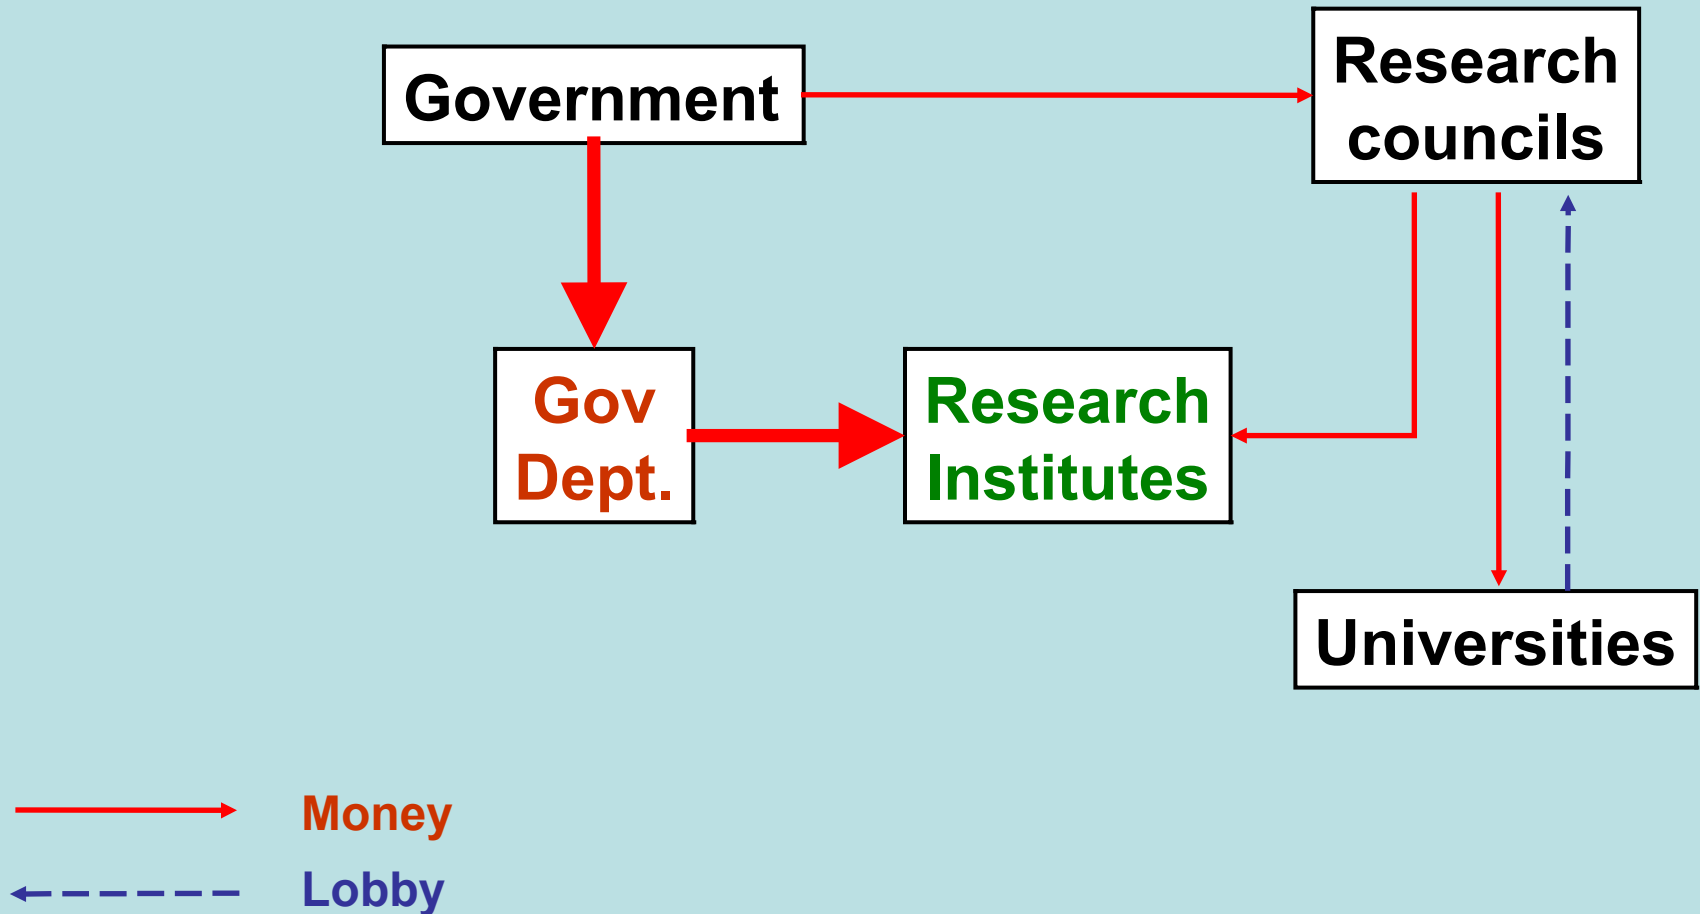 Government
Research
councils
Gov
Dept.
Research
Institutes
Universities
Money
Lobby